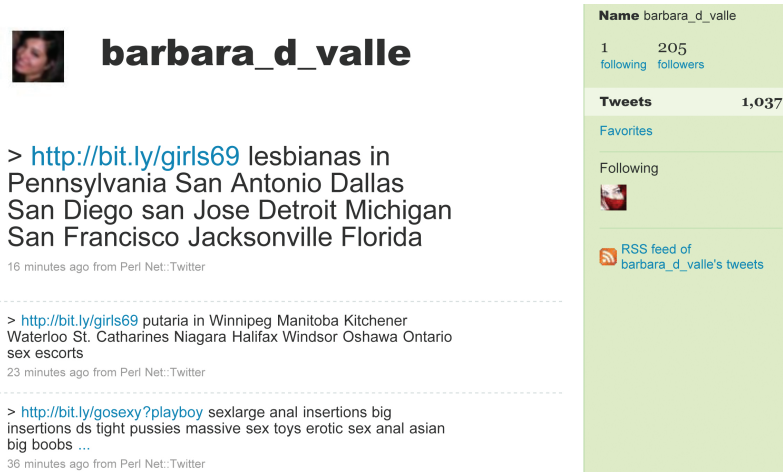 barbara_d_valle
> http://bit.ly/girls69 lesbianas in
Pennsylvania San Antonio Dallas
San Diego san Jose Detroit Michigan
San Francisco Jacksonville Florida
16 minutes ago from Perl Net::Twitter
> http://bit.ly/girls69 putaria in Winnipeg Manitoba Kitchener
Waterloo St. Catharines Niagara Halifax Windsor Oshawa Ontario
sex escorts
23 minutes ago from Perl Net::Twitter
> http://bit.ly/gosexy?playboy sexlarge anal insertions big
insertions ds tight pussies massive sex toys erotic sex anal asian
big boobs ...
36 minutes ago from Perl Net::Twitter
Name barbara_d_valle
1 205
following followers
Tweets 1,037
Favorites
Following
RSS feed of
barbara_d_valle's tweets